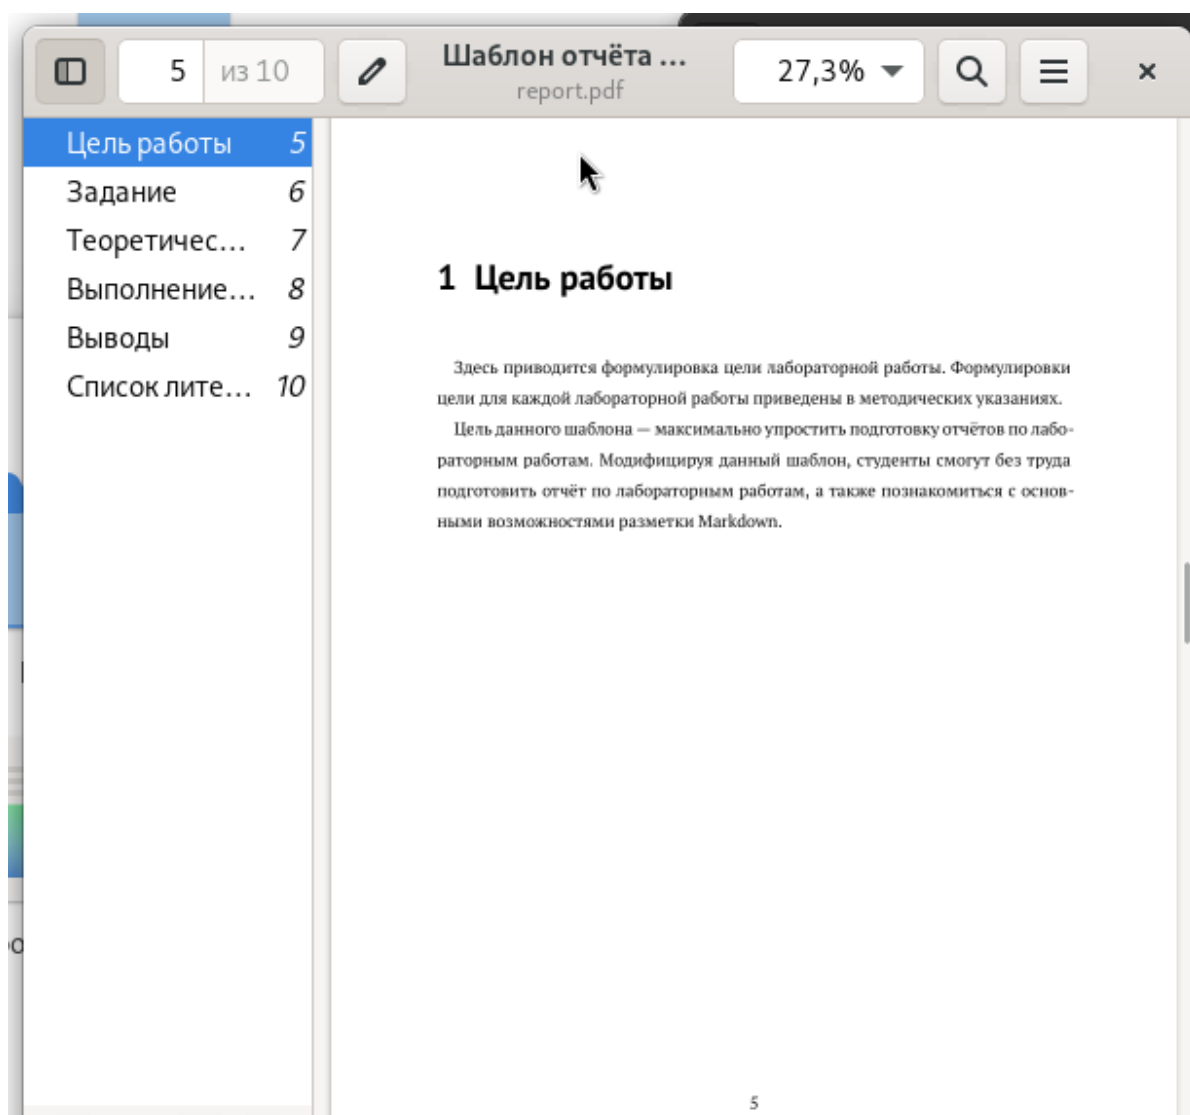 5 из 10
Шаблон отчёта ...
report.pdf
27,3%
Цель работы 5
Задание 6
Теоретичес... 7
Выполнение... 8
Выводы 9
Список лите... 10
1 Цель работы
Здесь приводится формулировка цели лабораторной работы. Формулировки
цели для каждой лабораторной работы приведены в методических указаниях.
Цель данного шаблона — максимально упростить подготовку отчётов по лабо-
раторным работам. Модифицируя данный шаблон, студенты смогут без труда
подготовить отчёт по лабораторным работам, а также познакомиться с основ-
ными возможностями разметки Markdown.
5